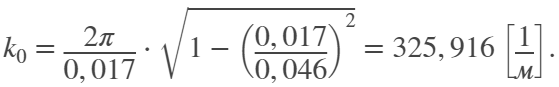 k₀ = 2π/0,017 · √(1 − (0,017/0,046)²) = 325,916 [1/м].